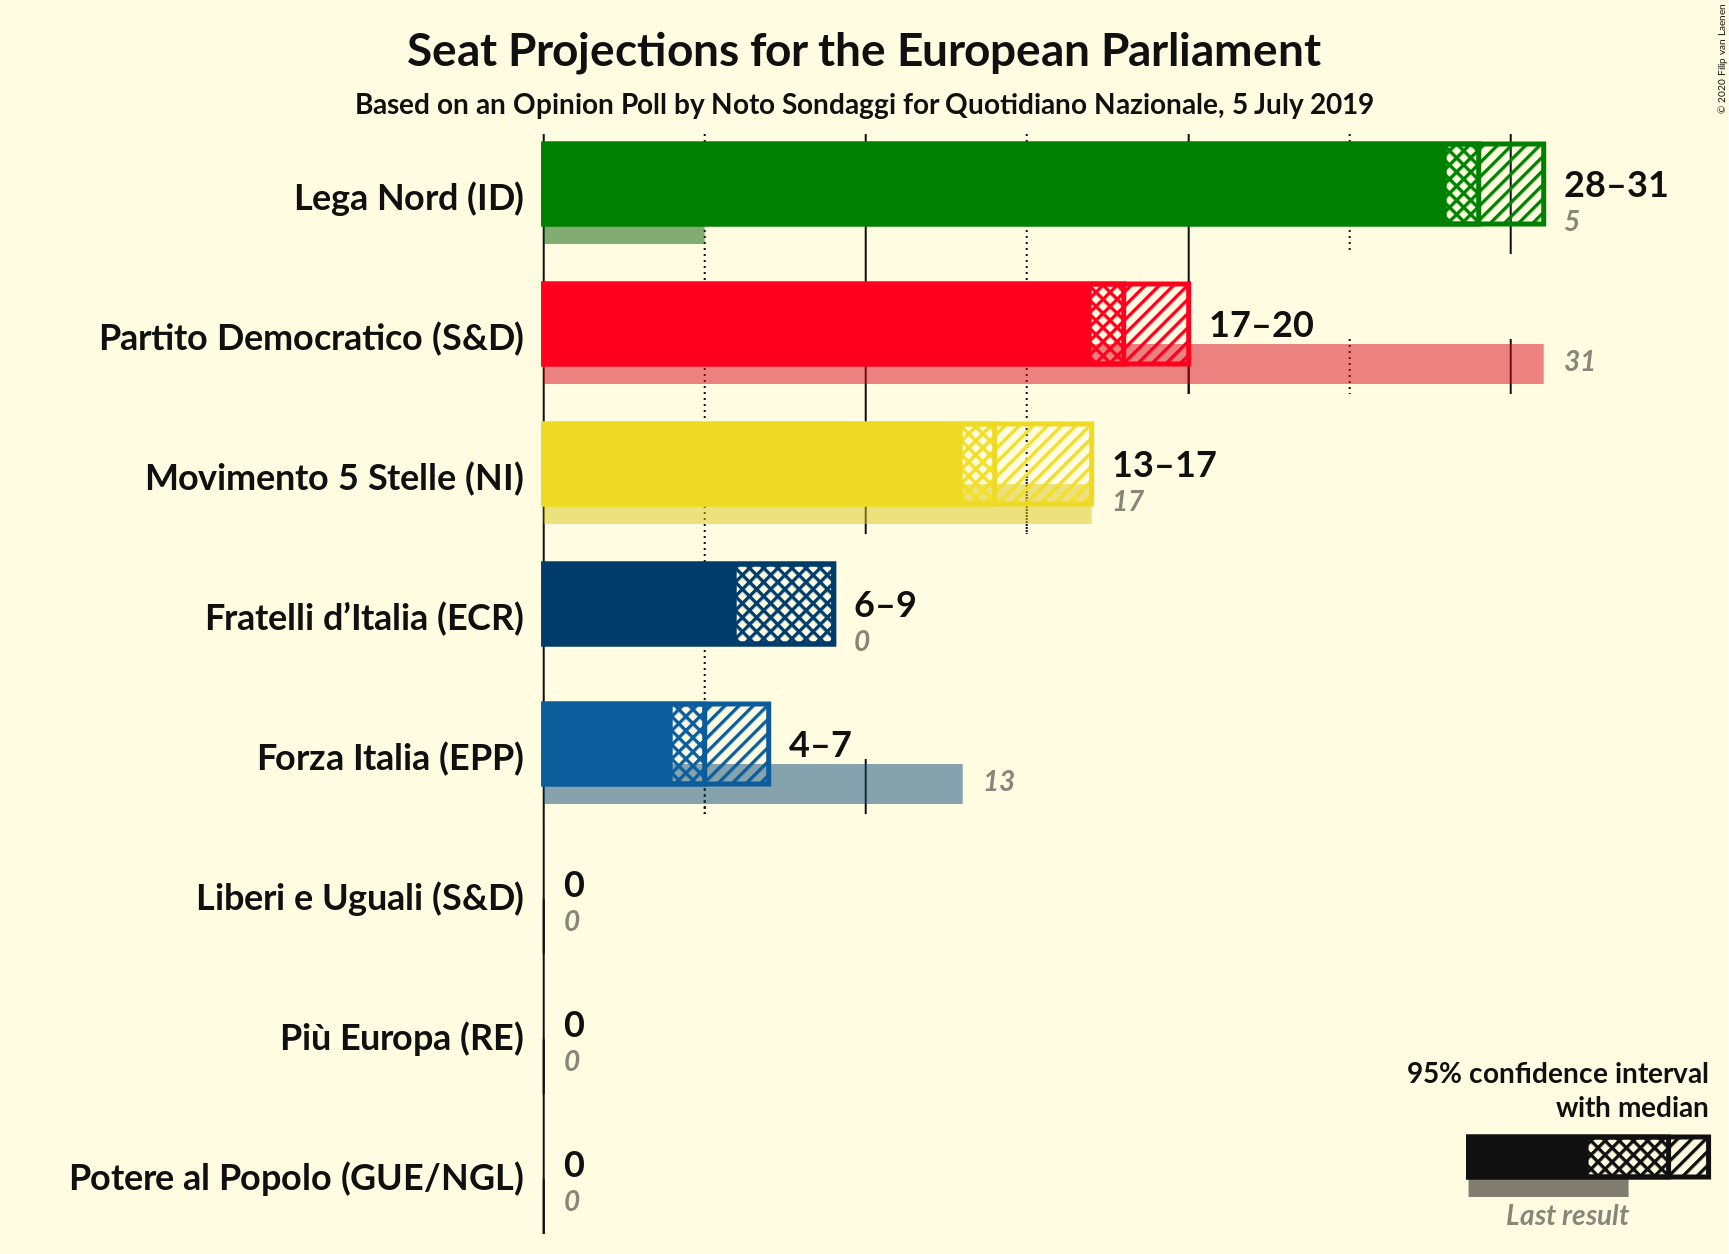 Seat Projections for the European Parliament
Based on an Opinion Poll by Noto Sondaggi for Quotidiano Nazionale, 5 July 2019
© 2020 Filip van Laenen
Lega Nord (ID)
28–31
5
Partito Democratico (S&D)
17–20
31
Movimento 5 Stelle (NI)
13–17
17
Fratelli d’Italia (ECR)
6–9
0
Forza Italia (EPP)
4–7
13
Liberi e Uguali (S&D)
0
0
Più Europa (RE)
0
0
Potere al Popolo (GUE/NGL)
0
0
95% confidence interval
with median
Last result